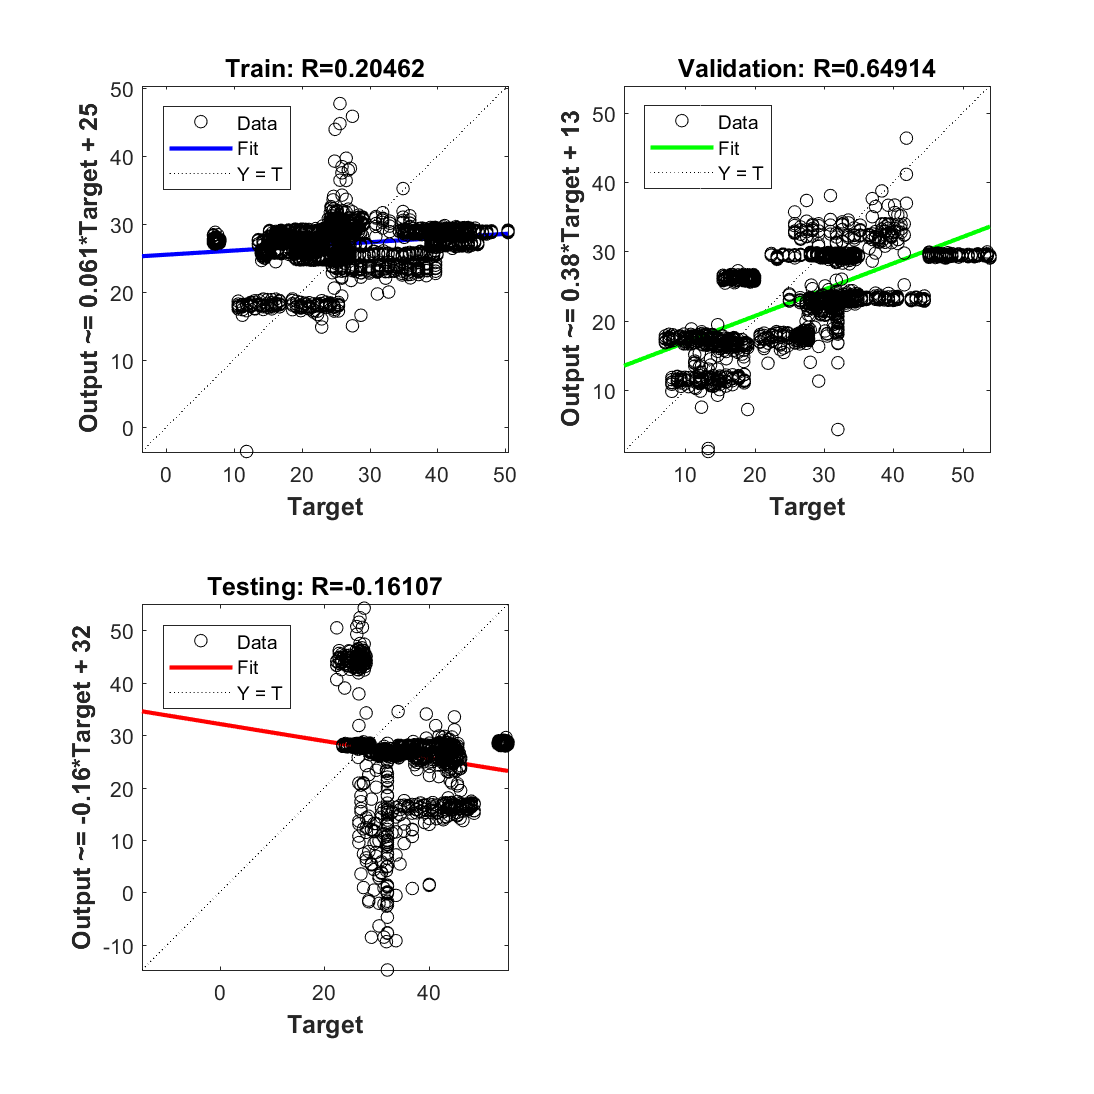 Train: R=0.20462
Output ~= 0.061*Target + 25
50
40
30
20
10
0
Data
Fit
Y = T
0 10 20 30 40 50
Target
Validation: R=0.64914
Output ~= 0.38*Target + 13
50
40
30
20
10
Data
Fit
Y = T
10 20 30 40 50
Target
Testing: R=-0.16107
Output ~= -0.16*Target + 32
50
40
30
20
10
0
-10
Data
Fit
Y = T
0 20 40
Target